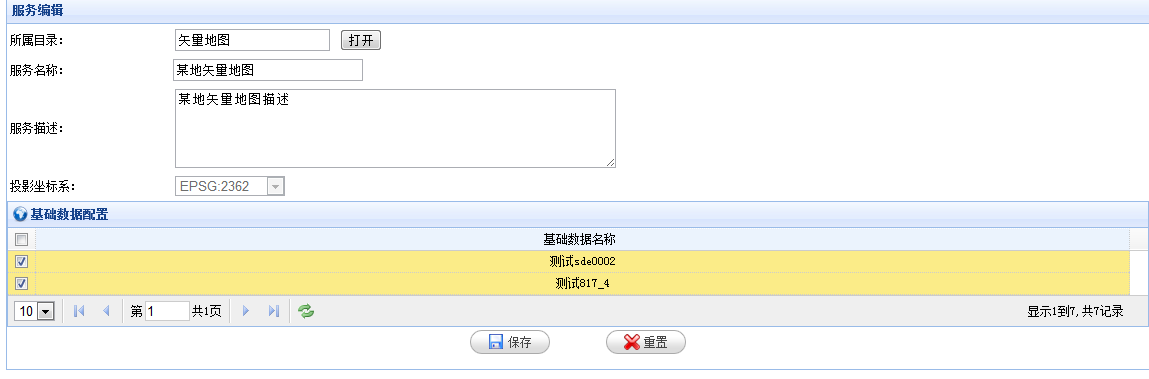 服务编辑
所属目录： 矢量地图 打开
服务名称： 某地矢量地图
服务描述： 某地矢量地图描述
投影坐标系： EPSG:2362
基础数据配置
基础数据名称
测试sde0002
测试817_4
10 第 1 共1页 显示1到7,共7记录
保存 重置